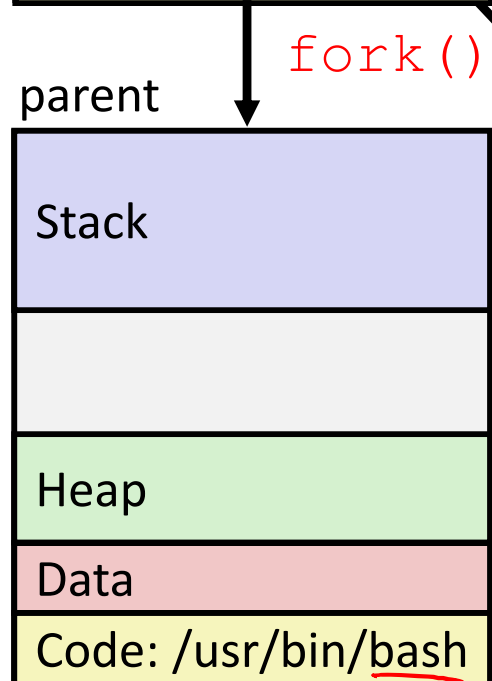 fork()
parent
Stack
Heap
Data
Code: /usr/bin/bash